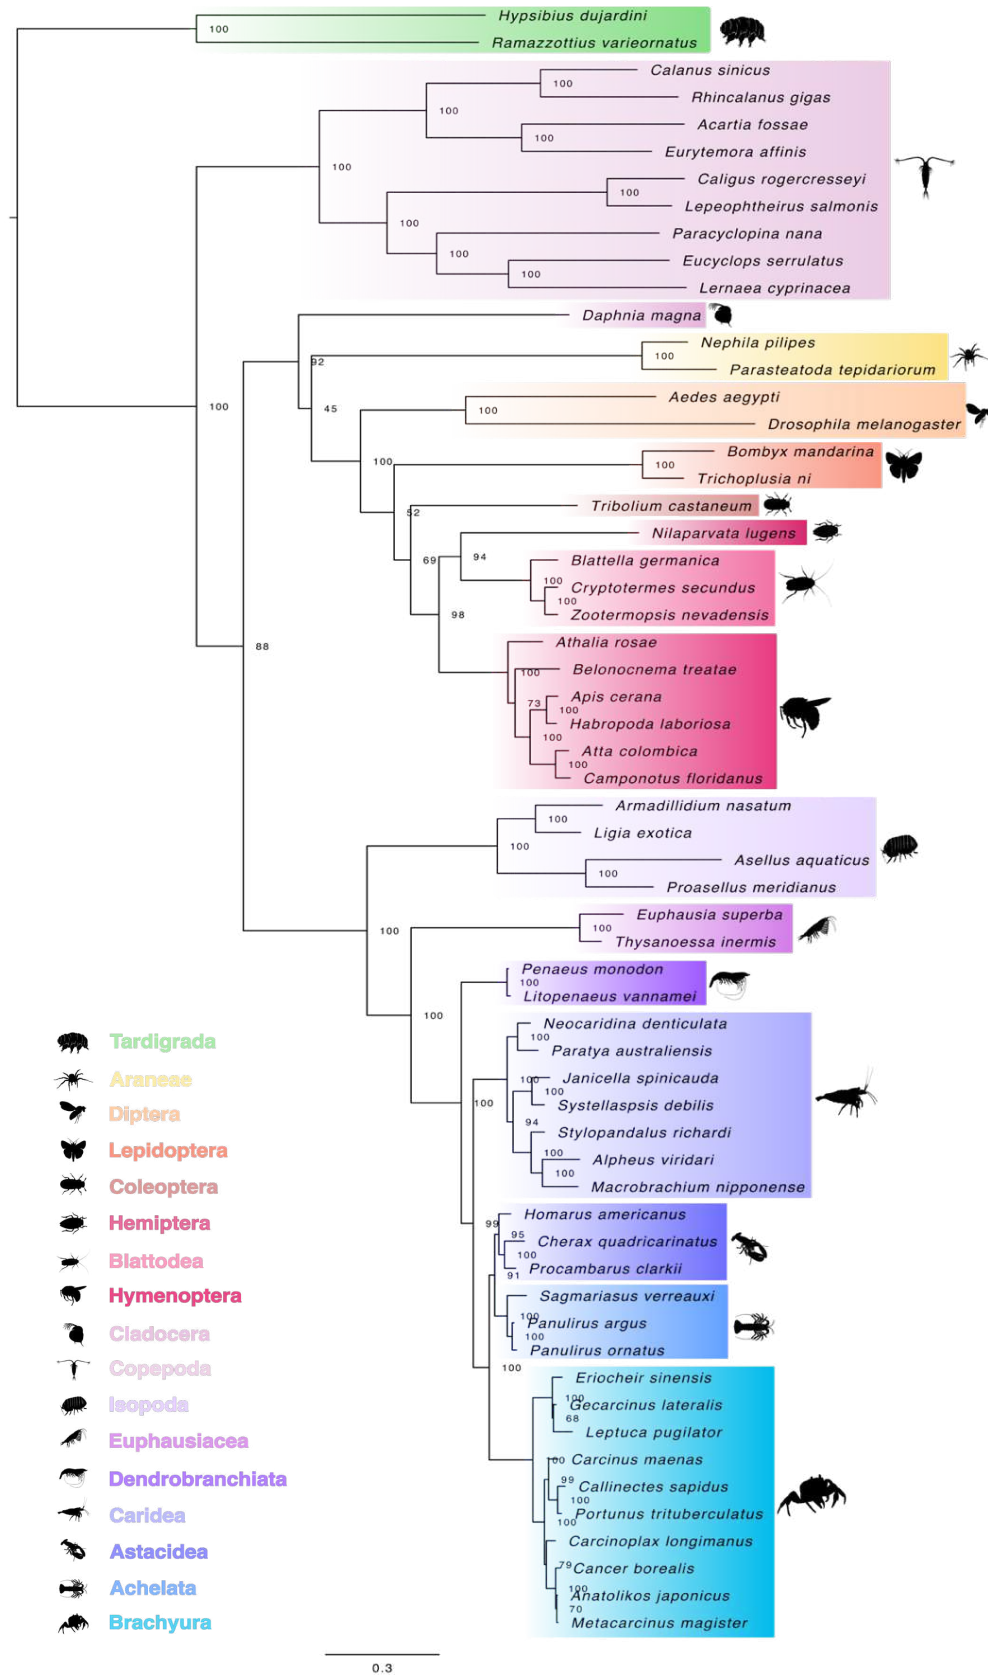 Hypsibius dujardini
100
Ramazzottius varieornatus
Calanus sinicus
100
Rhincalanus gigas
100
Acartia fossae
100
Eurytemora affinis
100
Caligus rogercresseyi
100
Lepeophtheirus salmonis
100
Paracyclopina nana
100
Eucyclops serrulatus
100
Lernaea cyprinacea
Daphnia magna
92
Nephila pilipes
100
Parasteatoda tepidariorum
Aedes aegypti
100
45
100
Drosophila melanogaster
Bombyx mandarina
100
100
Trichoplusia ni
Tribolium castaneum
52
Nilaparvata lugens
69
94
Blattella germanica
100
Cryptotermes secundus
100
Zootermopsis nevadensis
98
Athalia rosae
88
Belonocnema treatae
100
Apis cerana
73
100
Habropoda laboriosa
100
Atta colombica
100
Camponotus floridanus
Armadillidium nasatum
100
Ligia exotica
100
Asellus aquaticus
100
Proasellus meridianus
Euphausia superba
100
100
Thysanoessa inermis
Penaeus monodon
100
Litopenaeus vannamei
100
Neocaridina denticulata
100
Paratya australiensis
Janicella spinicauda
100
100
100
Systellaspsis debilis
94
Stylopandalus richardi
100
Alpheus viridari
100
Macrobrachium nipponense
Homarus americanus
99
95
Cherax quadricarinatus
100
Procambarus clarkii
91
Sagmariasus verreauxi
100
Panulirus argus
100
Panulirus ornatus
100
Eriocheir sinensis
100
Gecarcinus lateralis
68
Leptuca pugilator
Carcinus maenas
99
Callinectes sapidus
100
Portunus trituberculatus
100
Carcinoplax longimanus
79
Cancer borealis
100
Anatolikos japonicus
70
Metacarcinus magister
Tardigrada
Araneae
Diptera
Lepidoptera
Coleoptera
Hemiptera
Blattodea
Hymenoptera
Cladocera
Copepoda
Isopoda
Euphausiacea
Dendrobranchiata
Caridea
Astacidea
Achelata
Brachyura
0.3